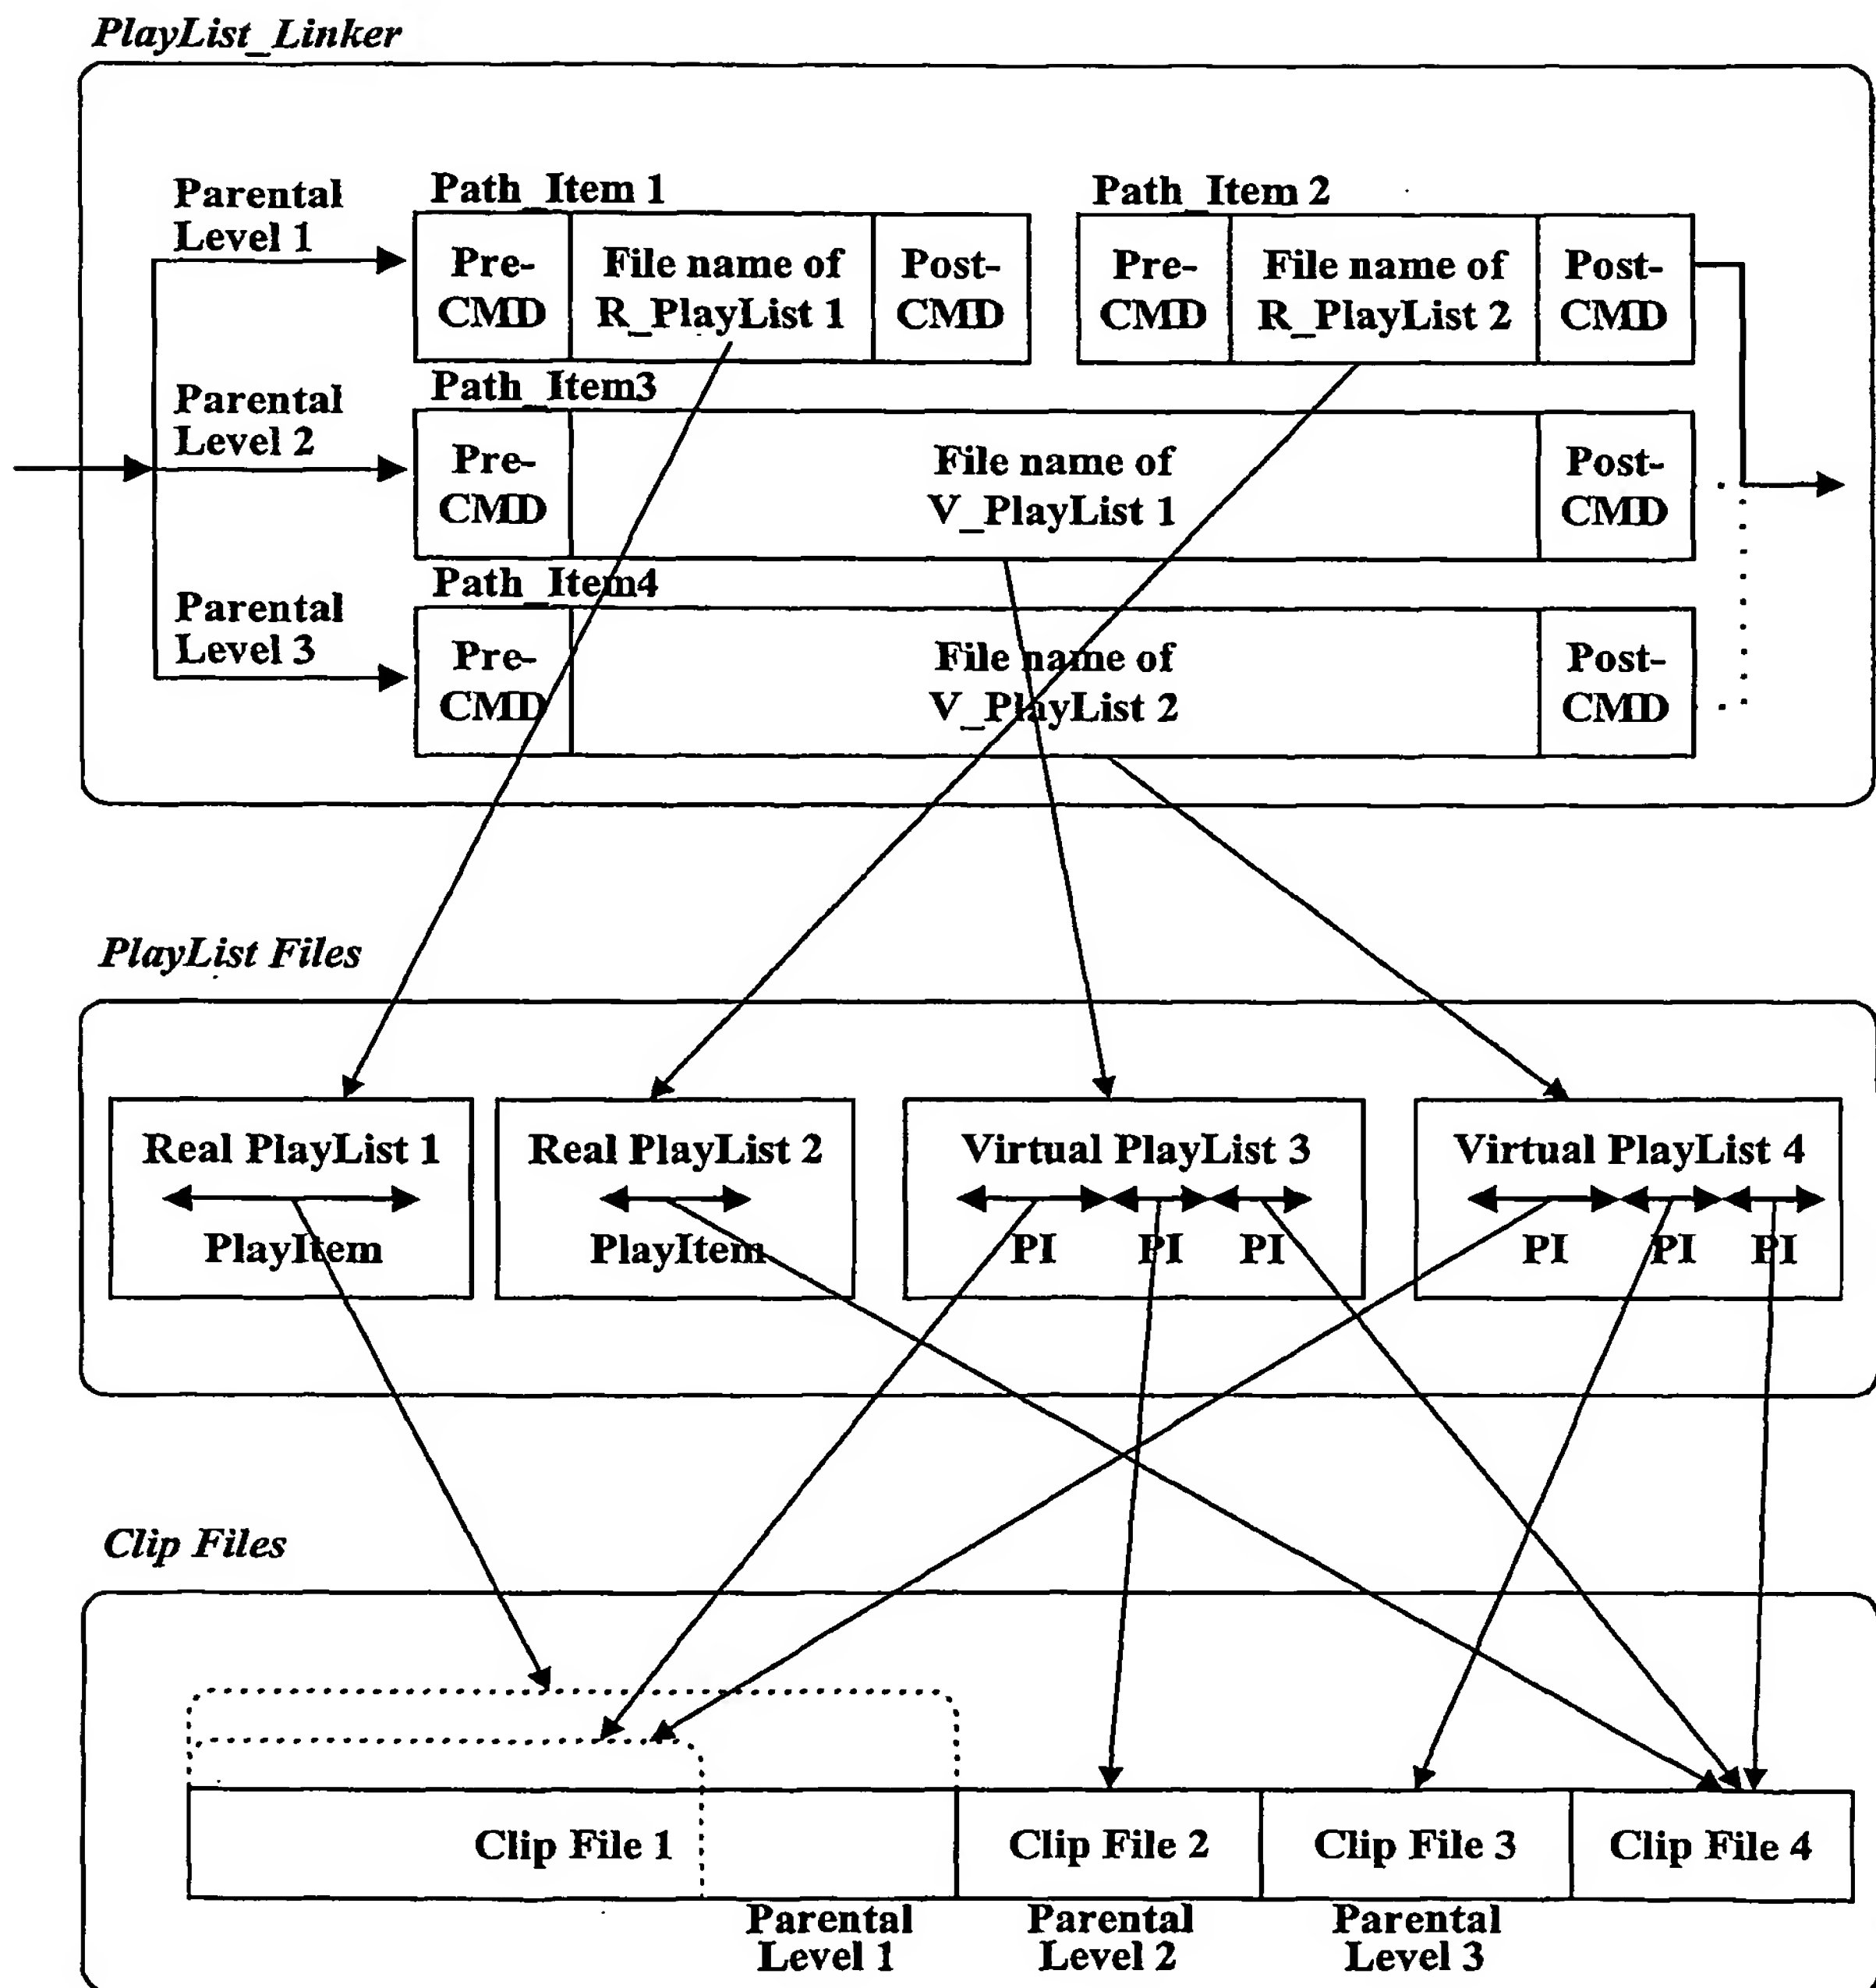 PlayList_Linker
Parental
Level 1
Path_Item 1
Pre-
CMD
File name of
R_PlayList 1
Post-
CMD
Path_Item 2
Pre-
CMD
File name of
R_PlayList 2
Post-
CMD
Parental
Level 2
Path_Item3
Pre-
CMD
File name of
V_PlayList 1
Post-
CMD
Parental
Level 3
Path_Item4
Pre-
CMD
File name of
V_PlayList 2
Post-
CMD
PlayList Files
Real PlayList 1
PlayItem
Real PlayList 2
PlayItem
Virtual PlayList 3
PI PI PI
Virtual PlayList 4
PI PI PI
Clip Files
Clip File 1
Clip File 2
Clip File 3
Clip File 4
Parental
Level 1
Parental
Level 2
Parental
Level 3